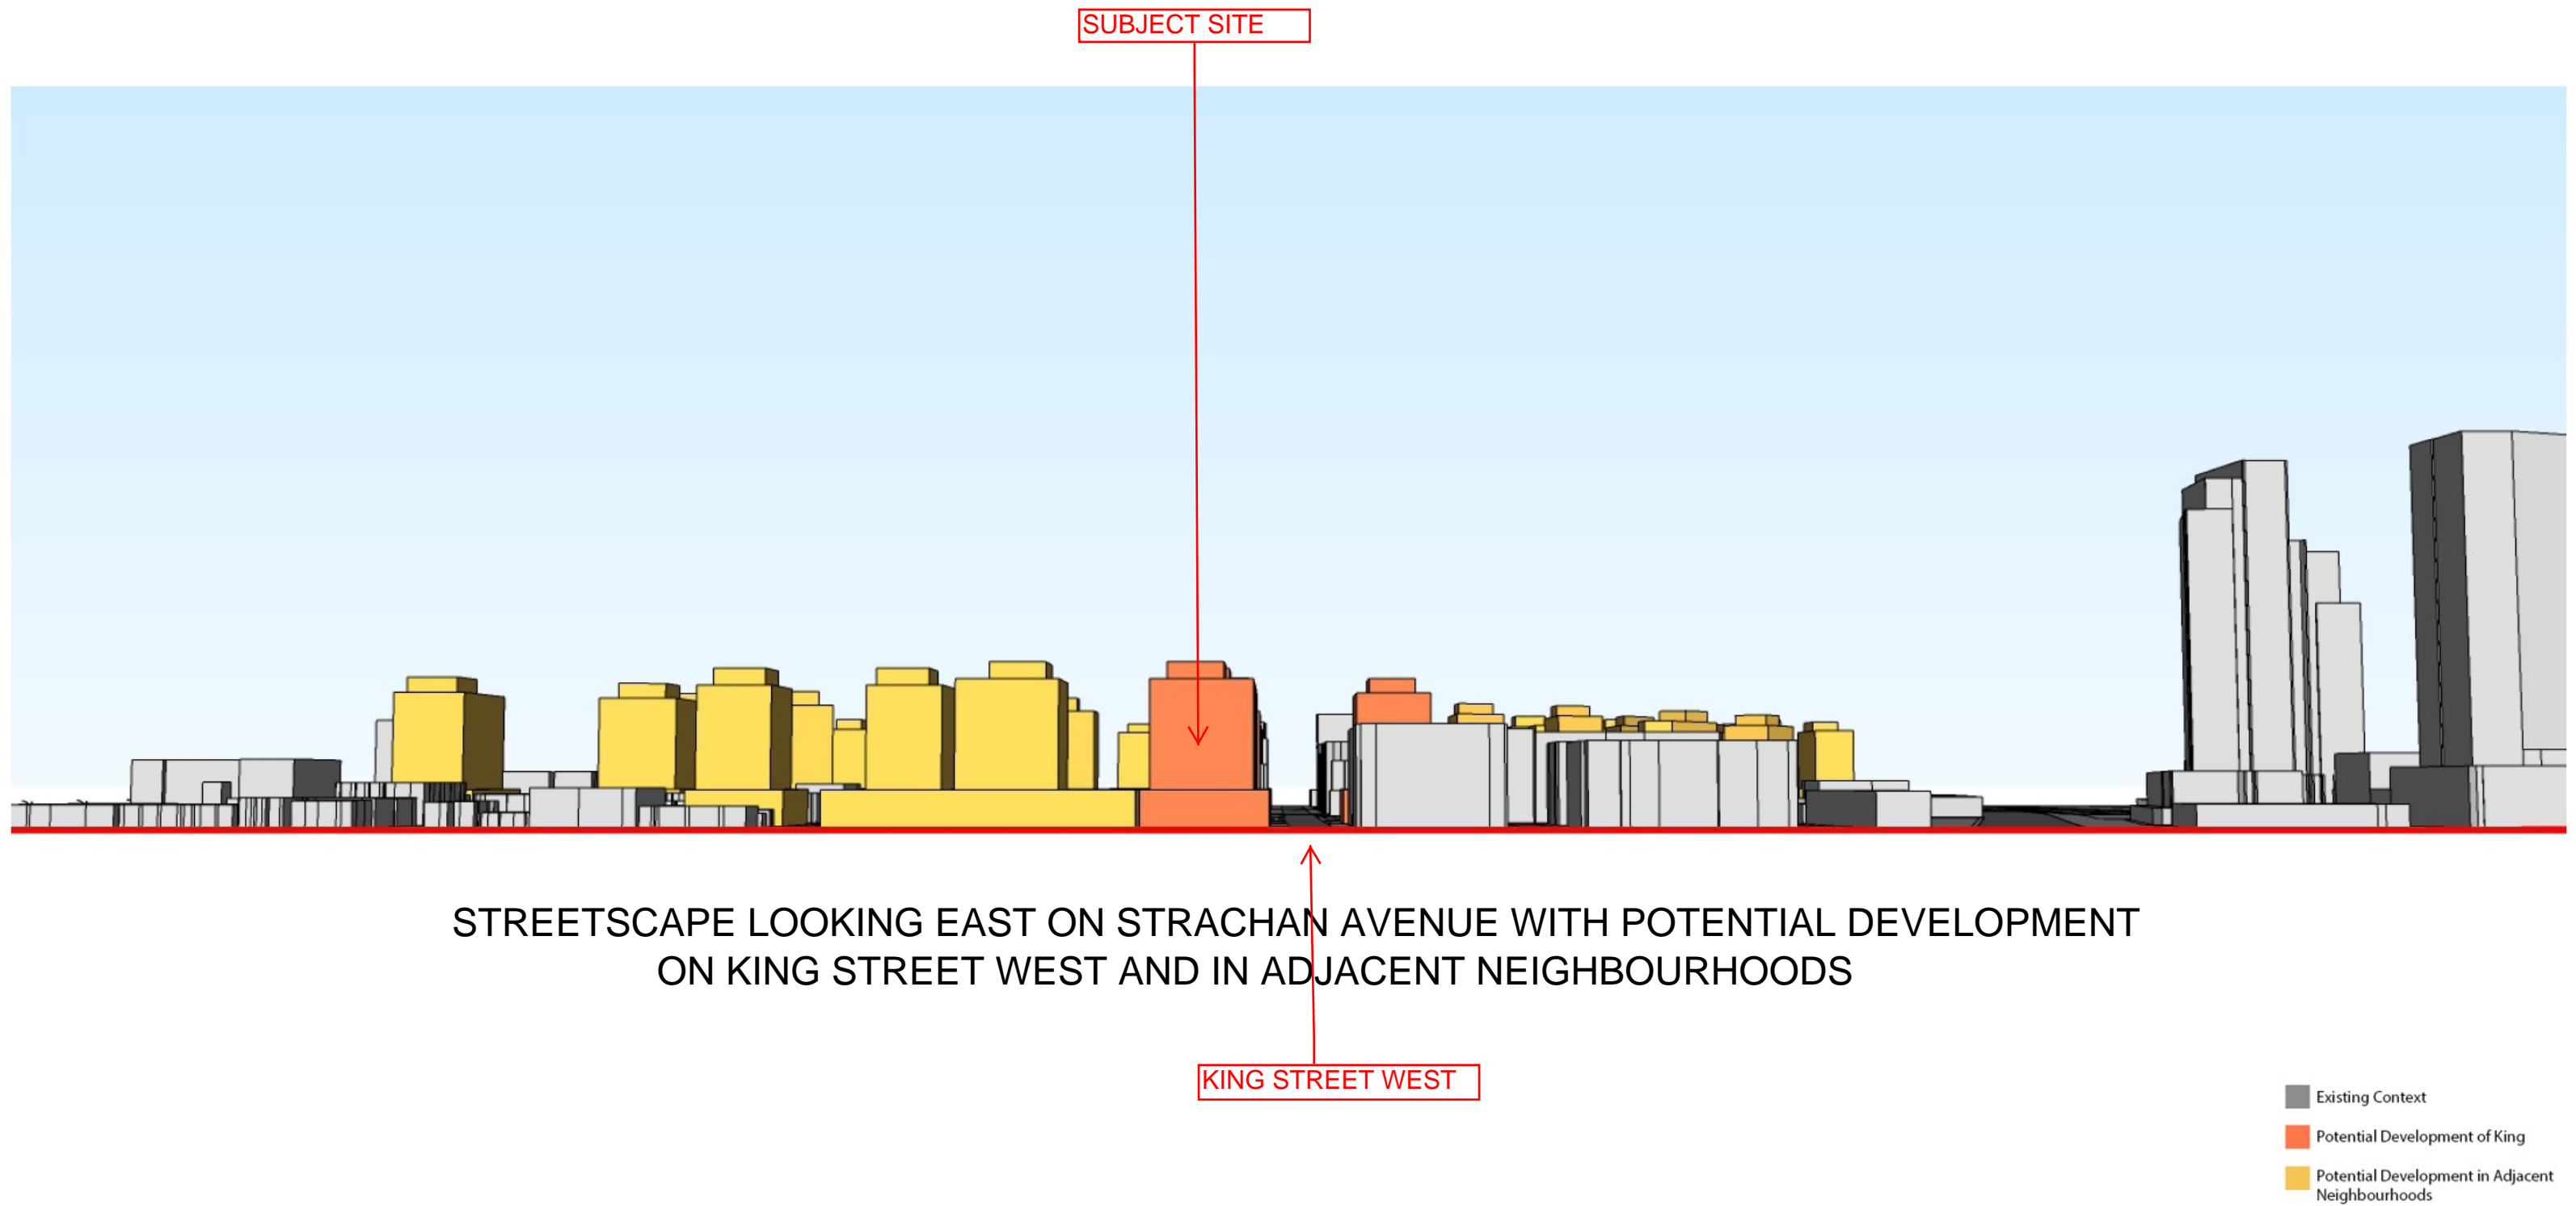 SUBJECT SITE
STREETSCAPE LOOKING EAST ON STRACHAN AVENUE WITH POTENTIAL DEVELOPMENT
ON KING STREET WEST AND IN ADJACENT NEIGHBOURHOODS
KING STREET WEST
Existing Context
Potential Development of King
Potential Development in Adjacent
Neighbourhoods